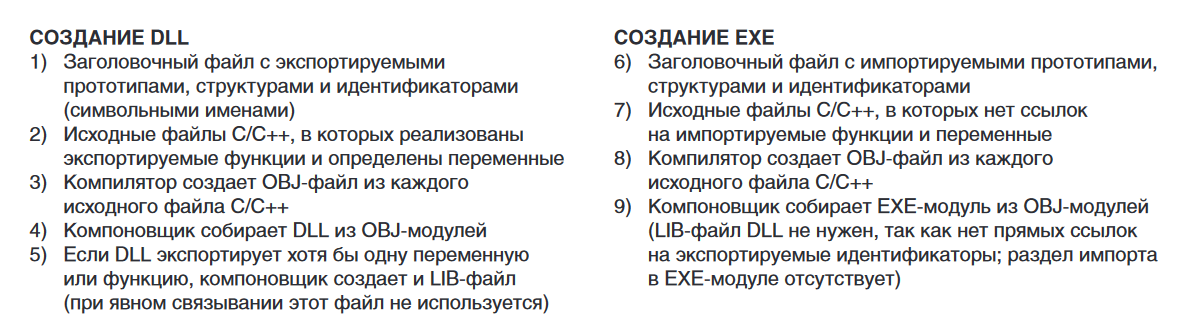 СОЗДАНИЕ DLL
1) Заголовочный файл с экспортируемыми
прототипами, структурами и идентификаторами
(символьными именами)
2) Исходные файлы C/C++, в которых реализованы
экспортируемые функции и определены переменные
3) Компилятор создает OBJ-файл из каждого
исходного файла C/C++
4) Компоновщик собирает DLL из OBJ-модулей
5) Если DLL экспортирует хотя бы одну переменную
или функцию, компоновщик создает и LIB-файл
(при явном связывании этот файл не используется)
СОЗДАНИЕ EXE
6) Заголовочный файл с импортируемыми прототипами,
структурами и идентификаторами
7) Исходные файлы C/C++, в которых нет ссылок
на импортируемые функции и переменные
8) Компилятор создает OBJ-файл из каждого
исходного файла C/C++
9) Компоновщик собирает EXE-модуль из OBJ-модулей
(LIB-файл DLL не нужен, так как нет прямых ссылок
на экспортируемые идентификаторы; раздел импорта
в EXE-модуле отсутствует)